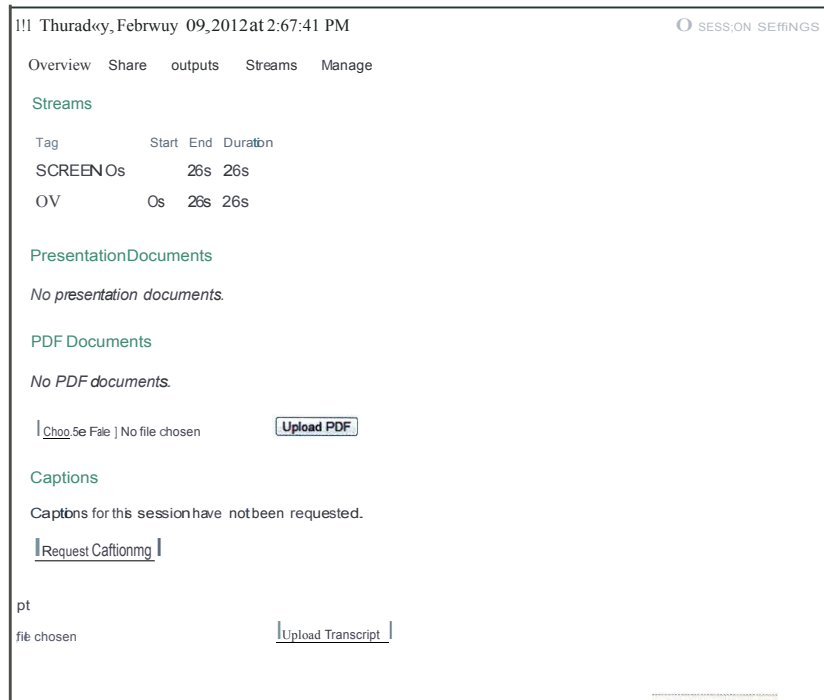 l!l Thurad«y, Febrwuy 09,2012at 2:67:41 PM O SESS;ON SEffiNGS
Overview Share outputs Streams Manage
Streams
Tag Start End Duration
SCREEN Os 26s 26s
OV Os 26s 26s
PresentationDocuments
No presentation documents.
PDF Documents
No PDF documents.
Choo.5e Fale ] No file chosen Upload PDF
Captions
Captions for this session have not been requested.
Request Caftionmg
pt
file chosen Upload Transcript